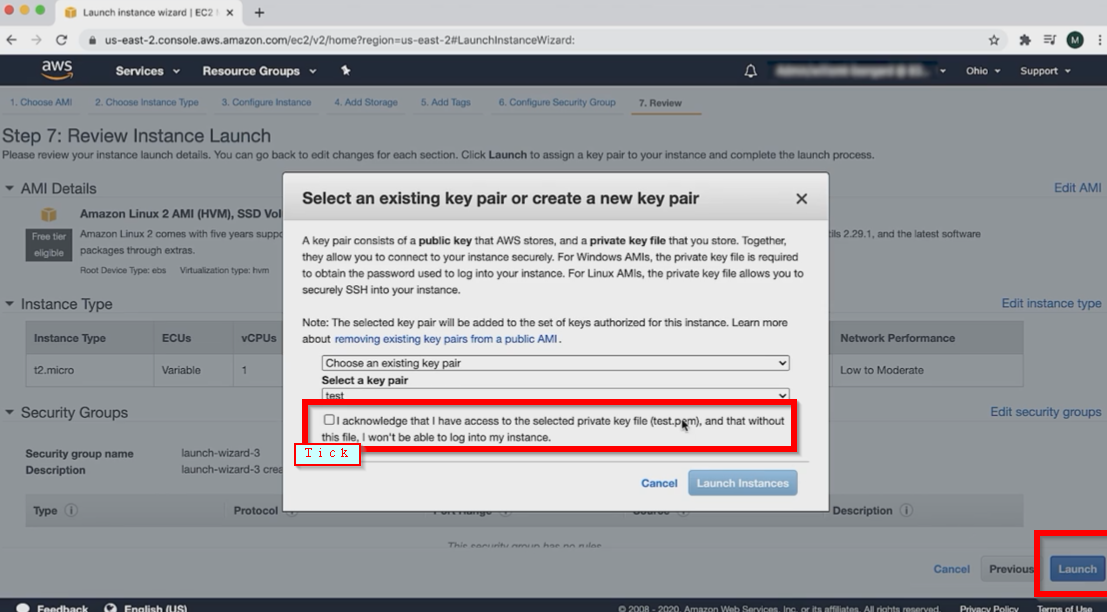 Launch instance wizard | EC2
us-east-2.console.aws.amazon.com/ec2/v2/home?region=us-east-2#LaunchInstanceWizard:
M
aws
Services
Resource Groups
Ohio
Support
1. Choose AMI
2. Choose Instance Type
3. Configure Instance
4. Add Storage
5. Add Tags
6. Configure Security Group
7. Review
Step 7: Review Instance Launch
Please review your instance launch details. You can go back to edit changes for each section. Click Launch to assign a key pair to your instance and complete the launch process.
AMI Details
Edit AMI
Amazon Linux 2 AMI (HVM), SSD Vol
Free tier
eligible
Amazon Linux 2 comes with five years
2.29.1, and the latest software
packages through extras.
Root Device Type: ebs
Virtualization type: hvm
Select an existing key pair or create a new key pair
A key pair consists of a public key that AWS stores, and a private key file that you store. Together,
they allow you to connect to your instance securely. For Windows AMIs, the private key file is required
to obtain the password used to log into your instance. For Linux AMIs, the private key file allows you to
securely SSH into your instance.
Note: The selected key pair will be added to the set of keys authorized for this instance. Learn more
about removing existing key pairs from a public AMI.
Choose an existing key pair
Select a key pair
test
I acknowledge that I have access to the selected private key file (test.pem), and that without
this file, I won't be able to log into my instance.
Tick
Cancel
Launch Instances
Instance Type
Edit instance type
Instance Type
ECUs
vCPUs
Network Performance
t2.micro
Variable
1
Low to Moderate
Security Groups
Edit security groups
Security group name
launch-wizard-3
Description
launch-wizard-3
Type
Protocol
Port Range
Source
Description
This security group has no rules
Cancel
Previous
Launch
Feedback
English (US)
© 2008 - 2020, Amazon Web Services, Inc. or its affiliates. All rights reserved.
Privacy Policy
Terms of Use